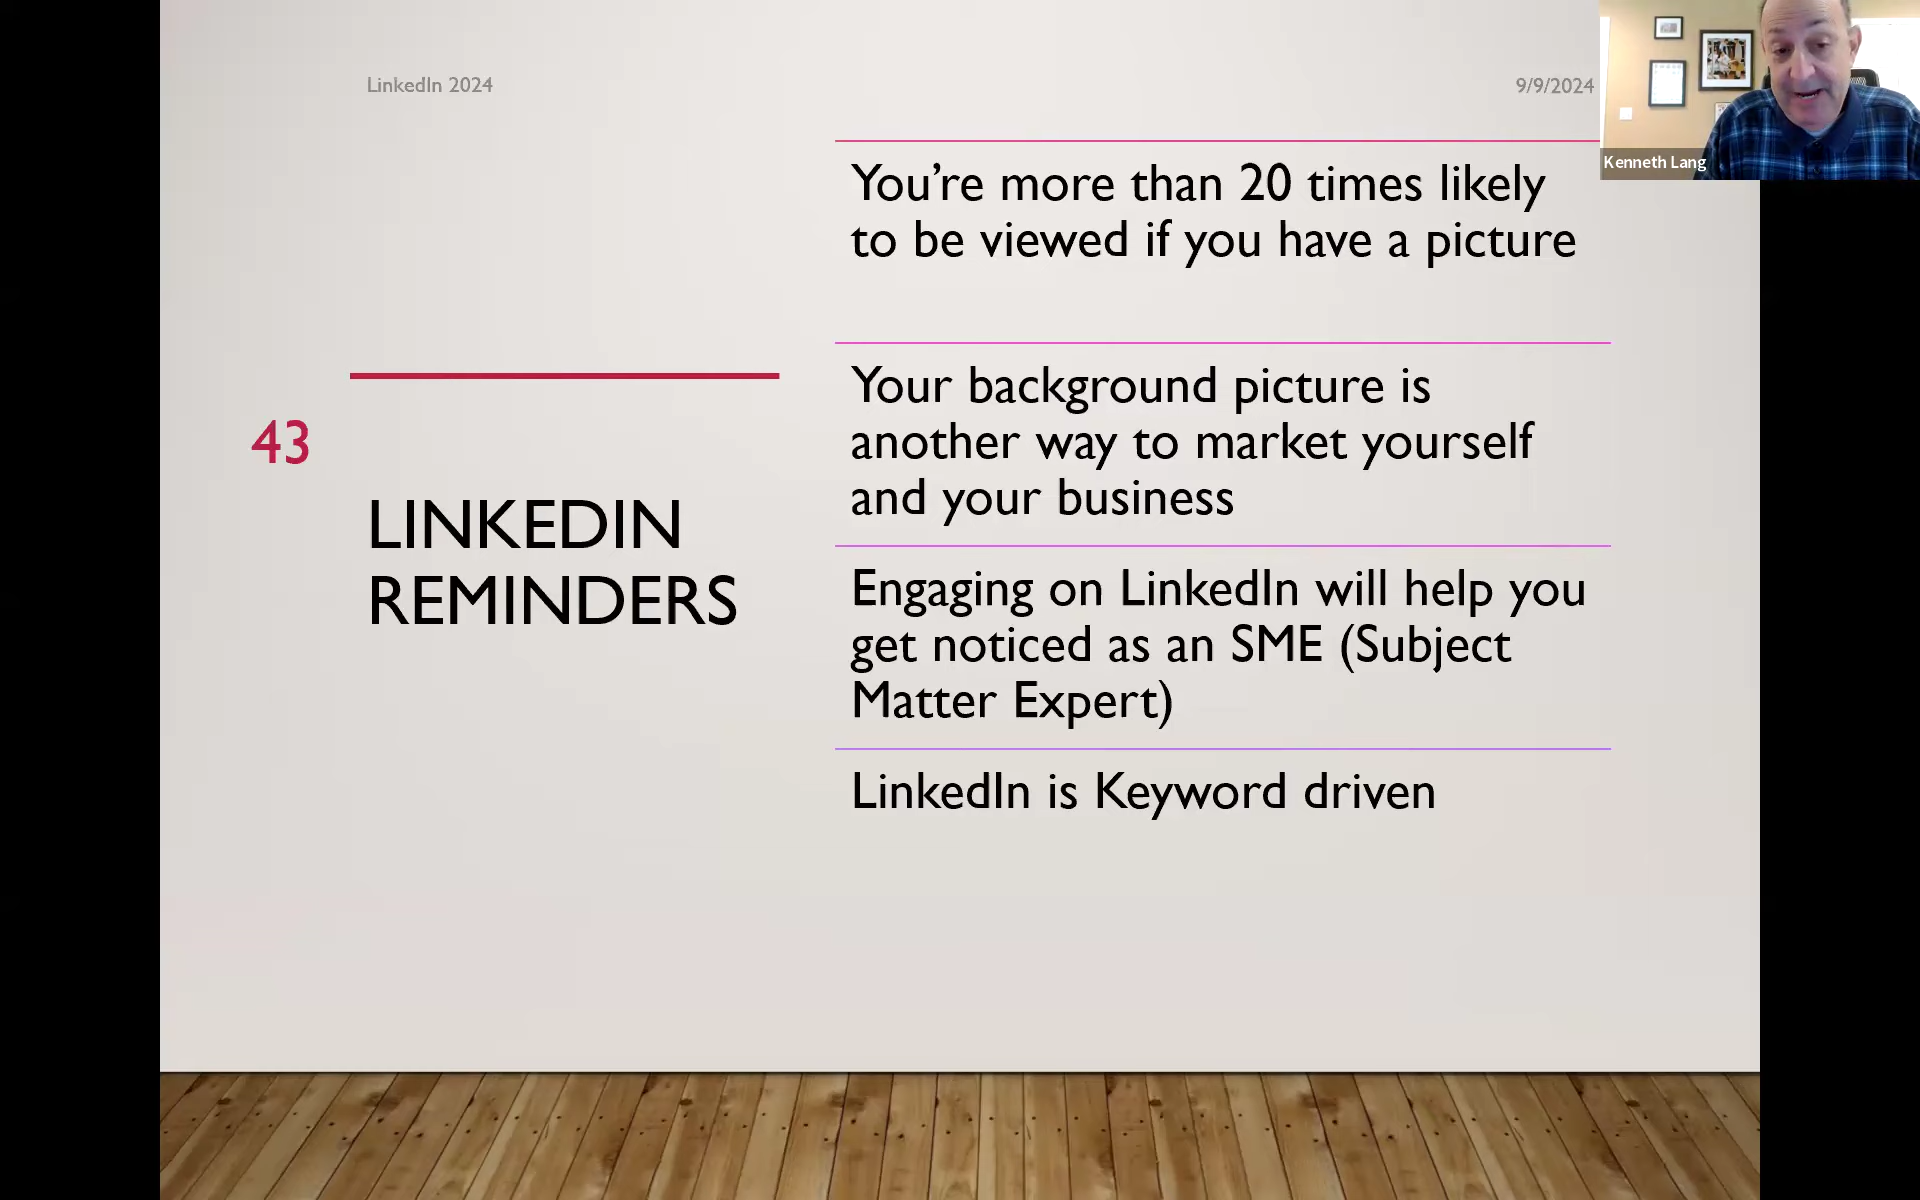 LinkedIn 2024
9/9/2024
Kenneth Lang
43
LINKEDIN
REMINDERS
You’re more than 20 times likely
to be viewed if you have a picture
Your background picture is
another way to market yourself
and your business
Engaging on LinkedIn will help you
get noticed as an SME (Subject
Matter Expert)
LinkedIn is Keyword driven